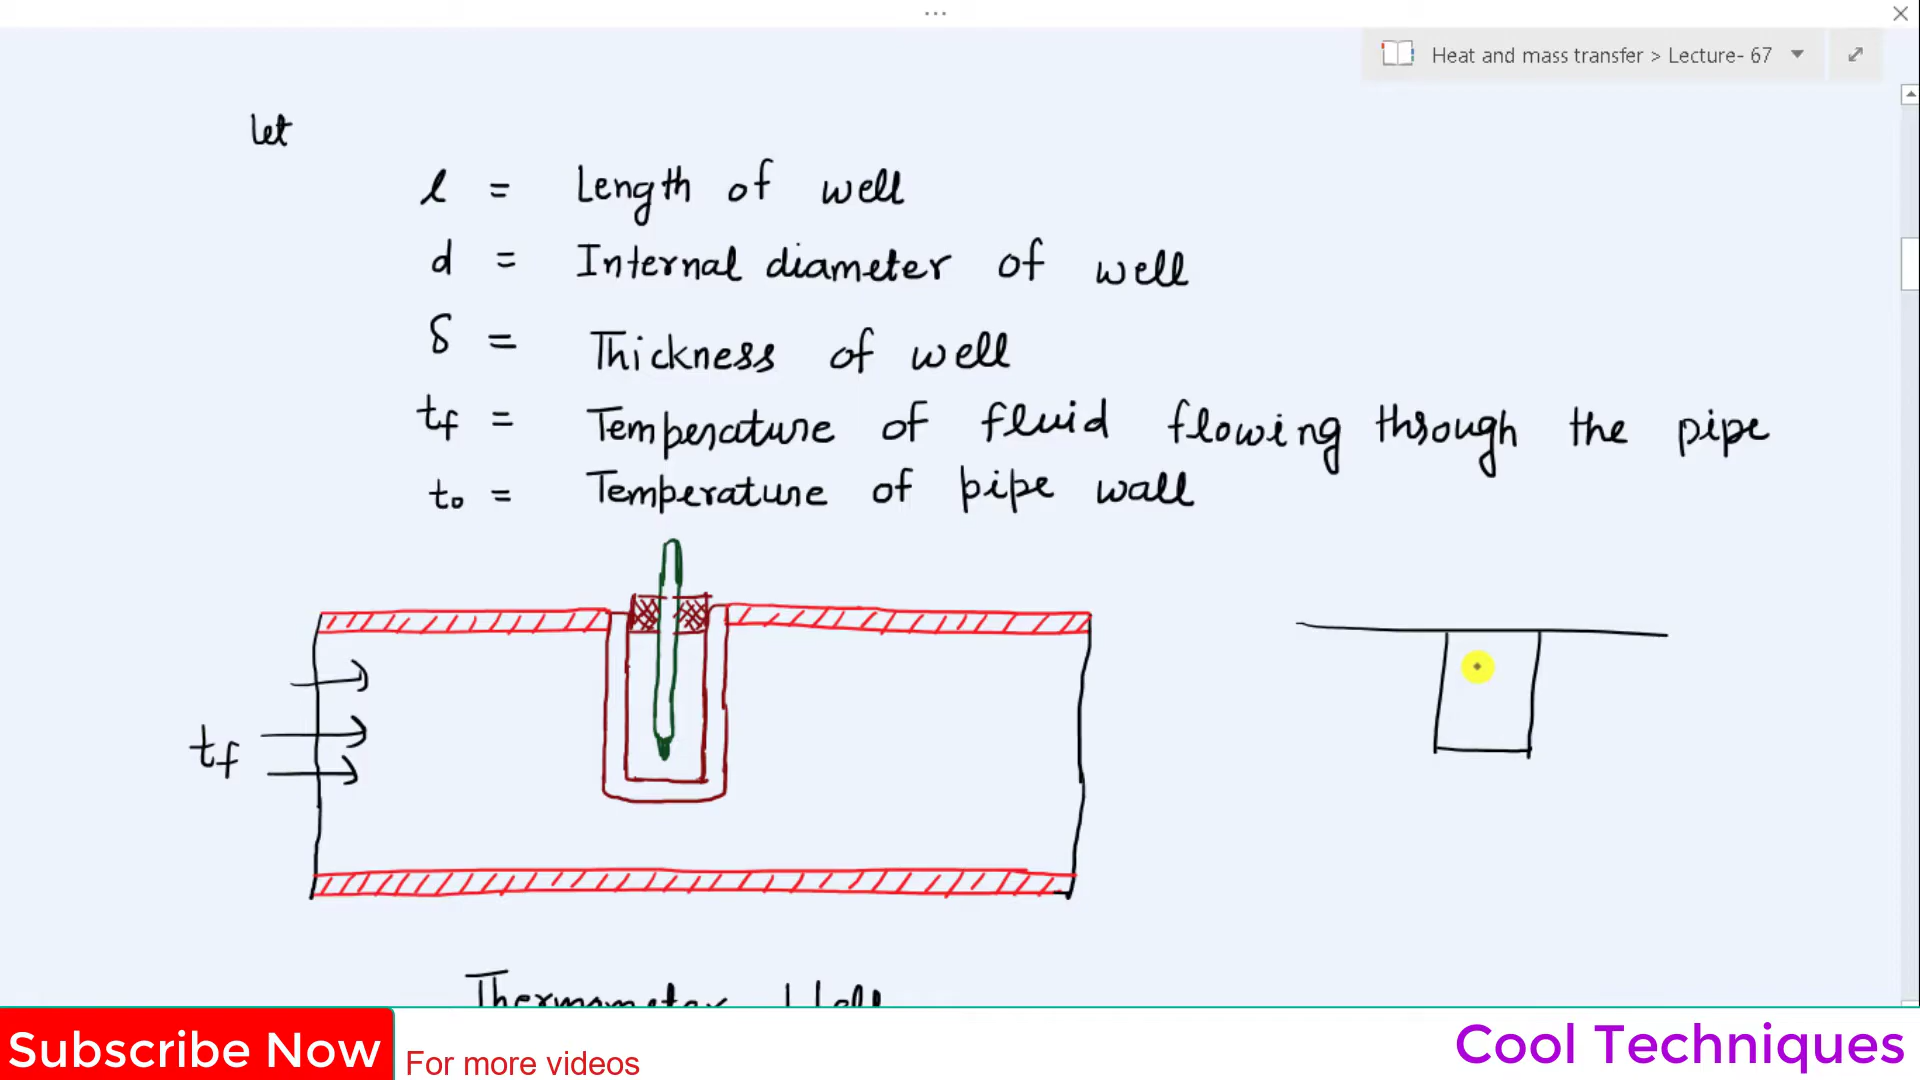 Heat and mass transfer > Lecture- 67
let
l = Length of well
d = Internal diameter of well
δ = Thickness of well
tf = Temperature of fluid flowing through the pipe
to = Temperature of pipe wall
tf
Thermometer Well
Subscribe Now
For more videos
Cool Techniques